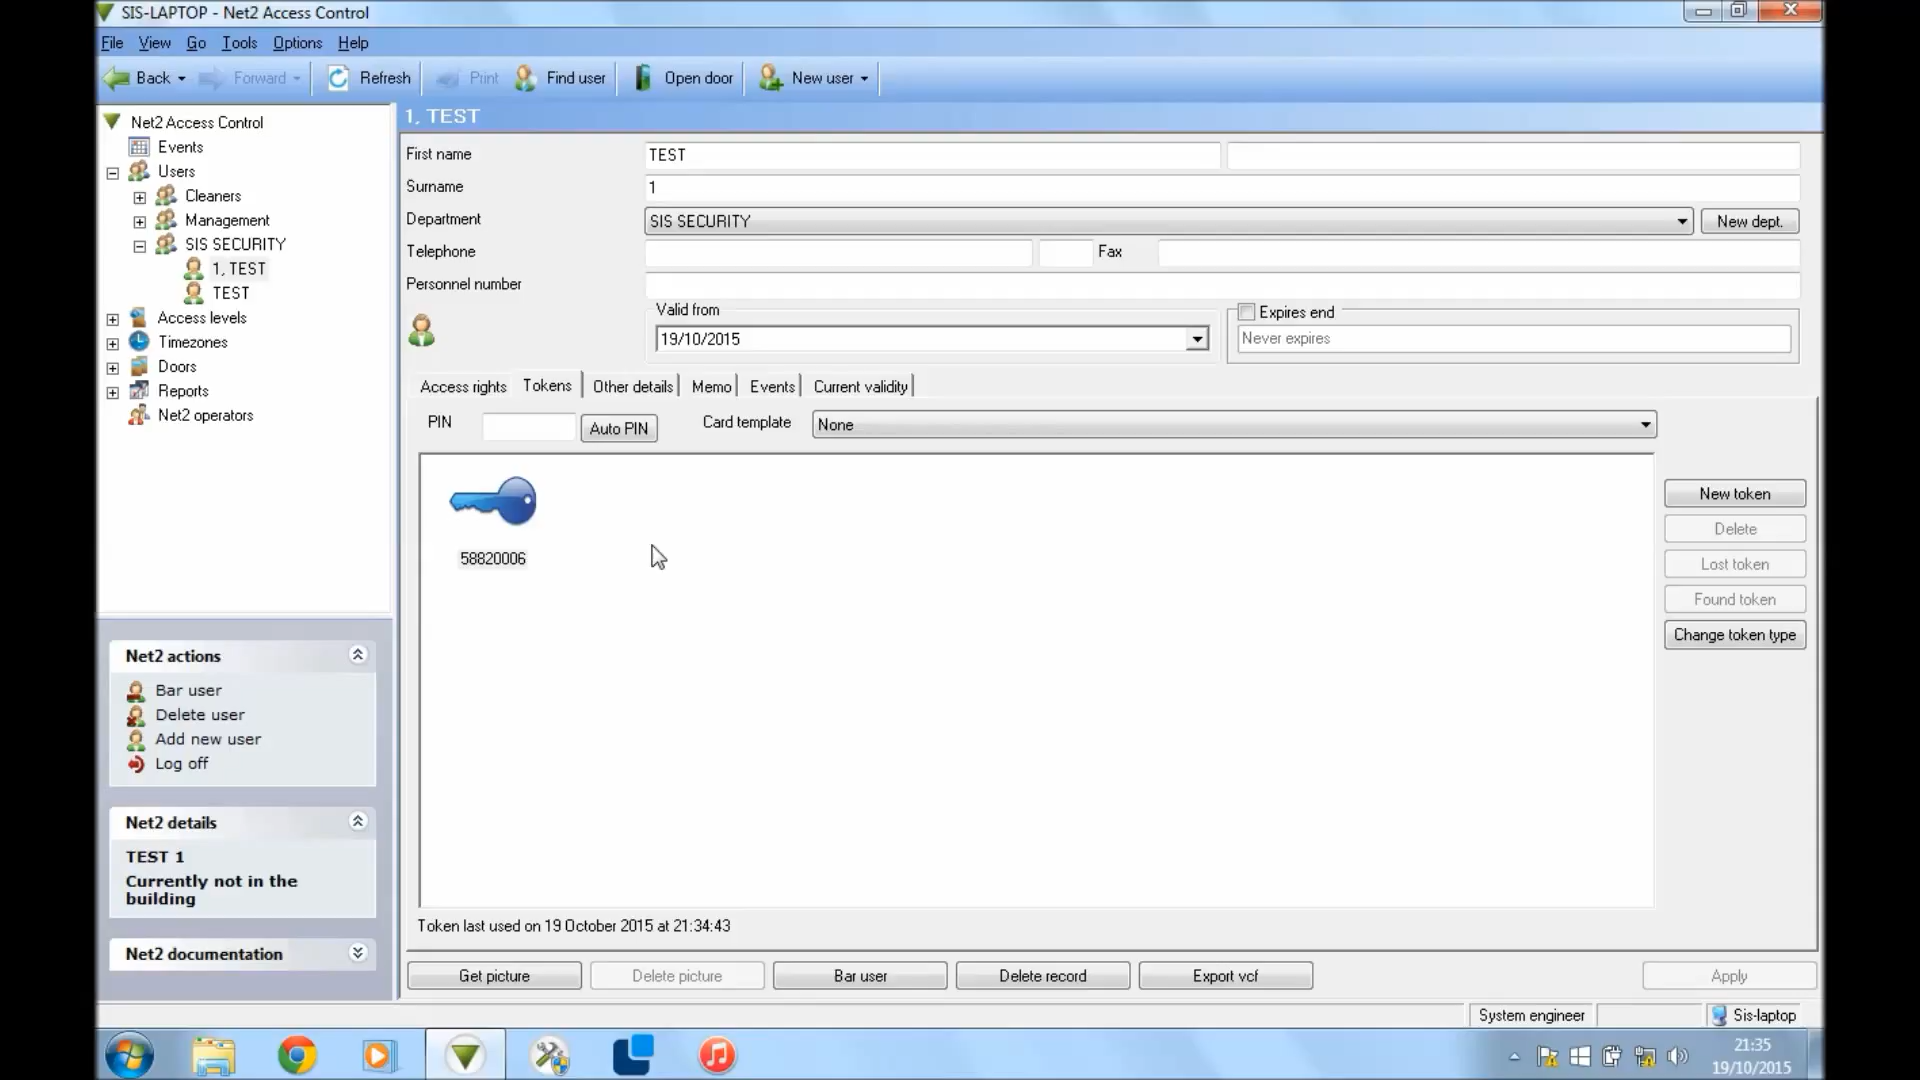 SIS-LAPTOP - Net2 Access Control
File View Go Tools Options Help
Back Forward Refresh Print Find user Open door New user
Net2 Access Control
Events
Users
Cleaners
Management
SIS SECURITY
1, TEST
TEST
Access levels
Timezones
Doors
Reports
Net2 operators
Net2 actions
Bar user
Delete user
Add new user
Log off
Net2 details
TEST 1
Currently not in the
building
Net2 documentation
1, TEST
First name TEST
Surname 1
Department SIS SECURITY New dept.
Telephone Fax
Personnel number
Valid from
19/10/2015
Expires end
Never expires
Access rights Tokens Other details Memo Events Current validity
PIN Auto PIN Card template None
58820006
New token
Delete
Lost token
Found token
Change token type
Token last used on 19 October 2015 at 21:34:43
Get picture Delete picture Bar user Delete record Export vcf Apply
System engineer Sis-laptop
21:35
19/10/2015